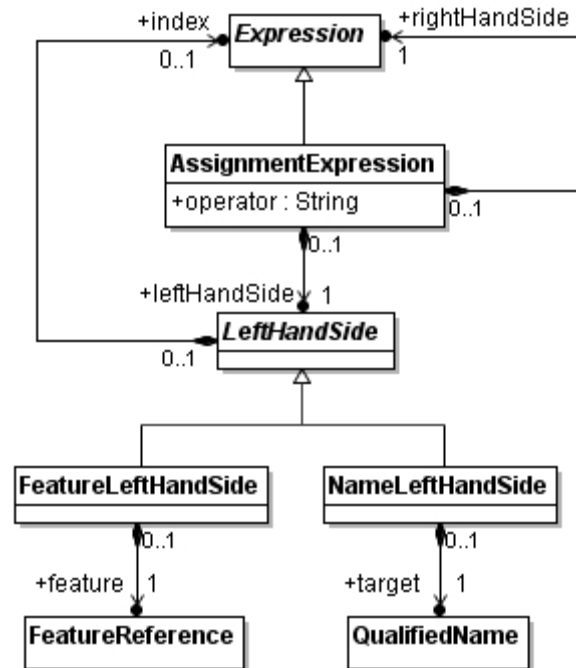 +index
Expression
+rightHandSide
0..1
1
AssignmentExpression
+operator : String
0..1
0..1
+leftHandSide
1
LeftHandSide
0..1
FeatureLeftHandSide
NameLeftHandSide
0..1
0..1
+feature
1
+target
1
FeatureReference
QualifiedName